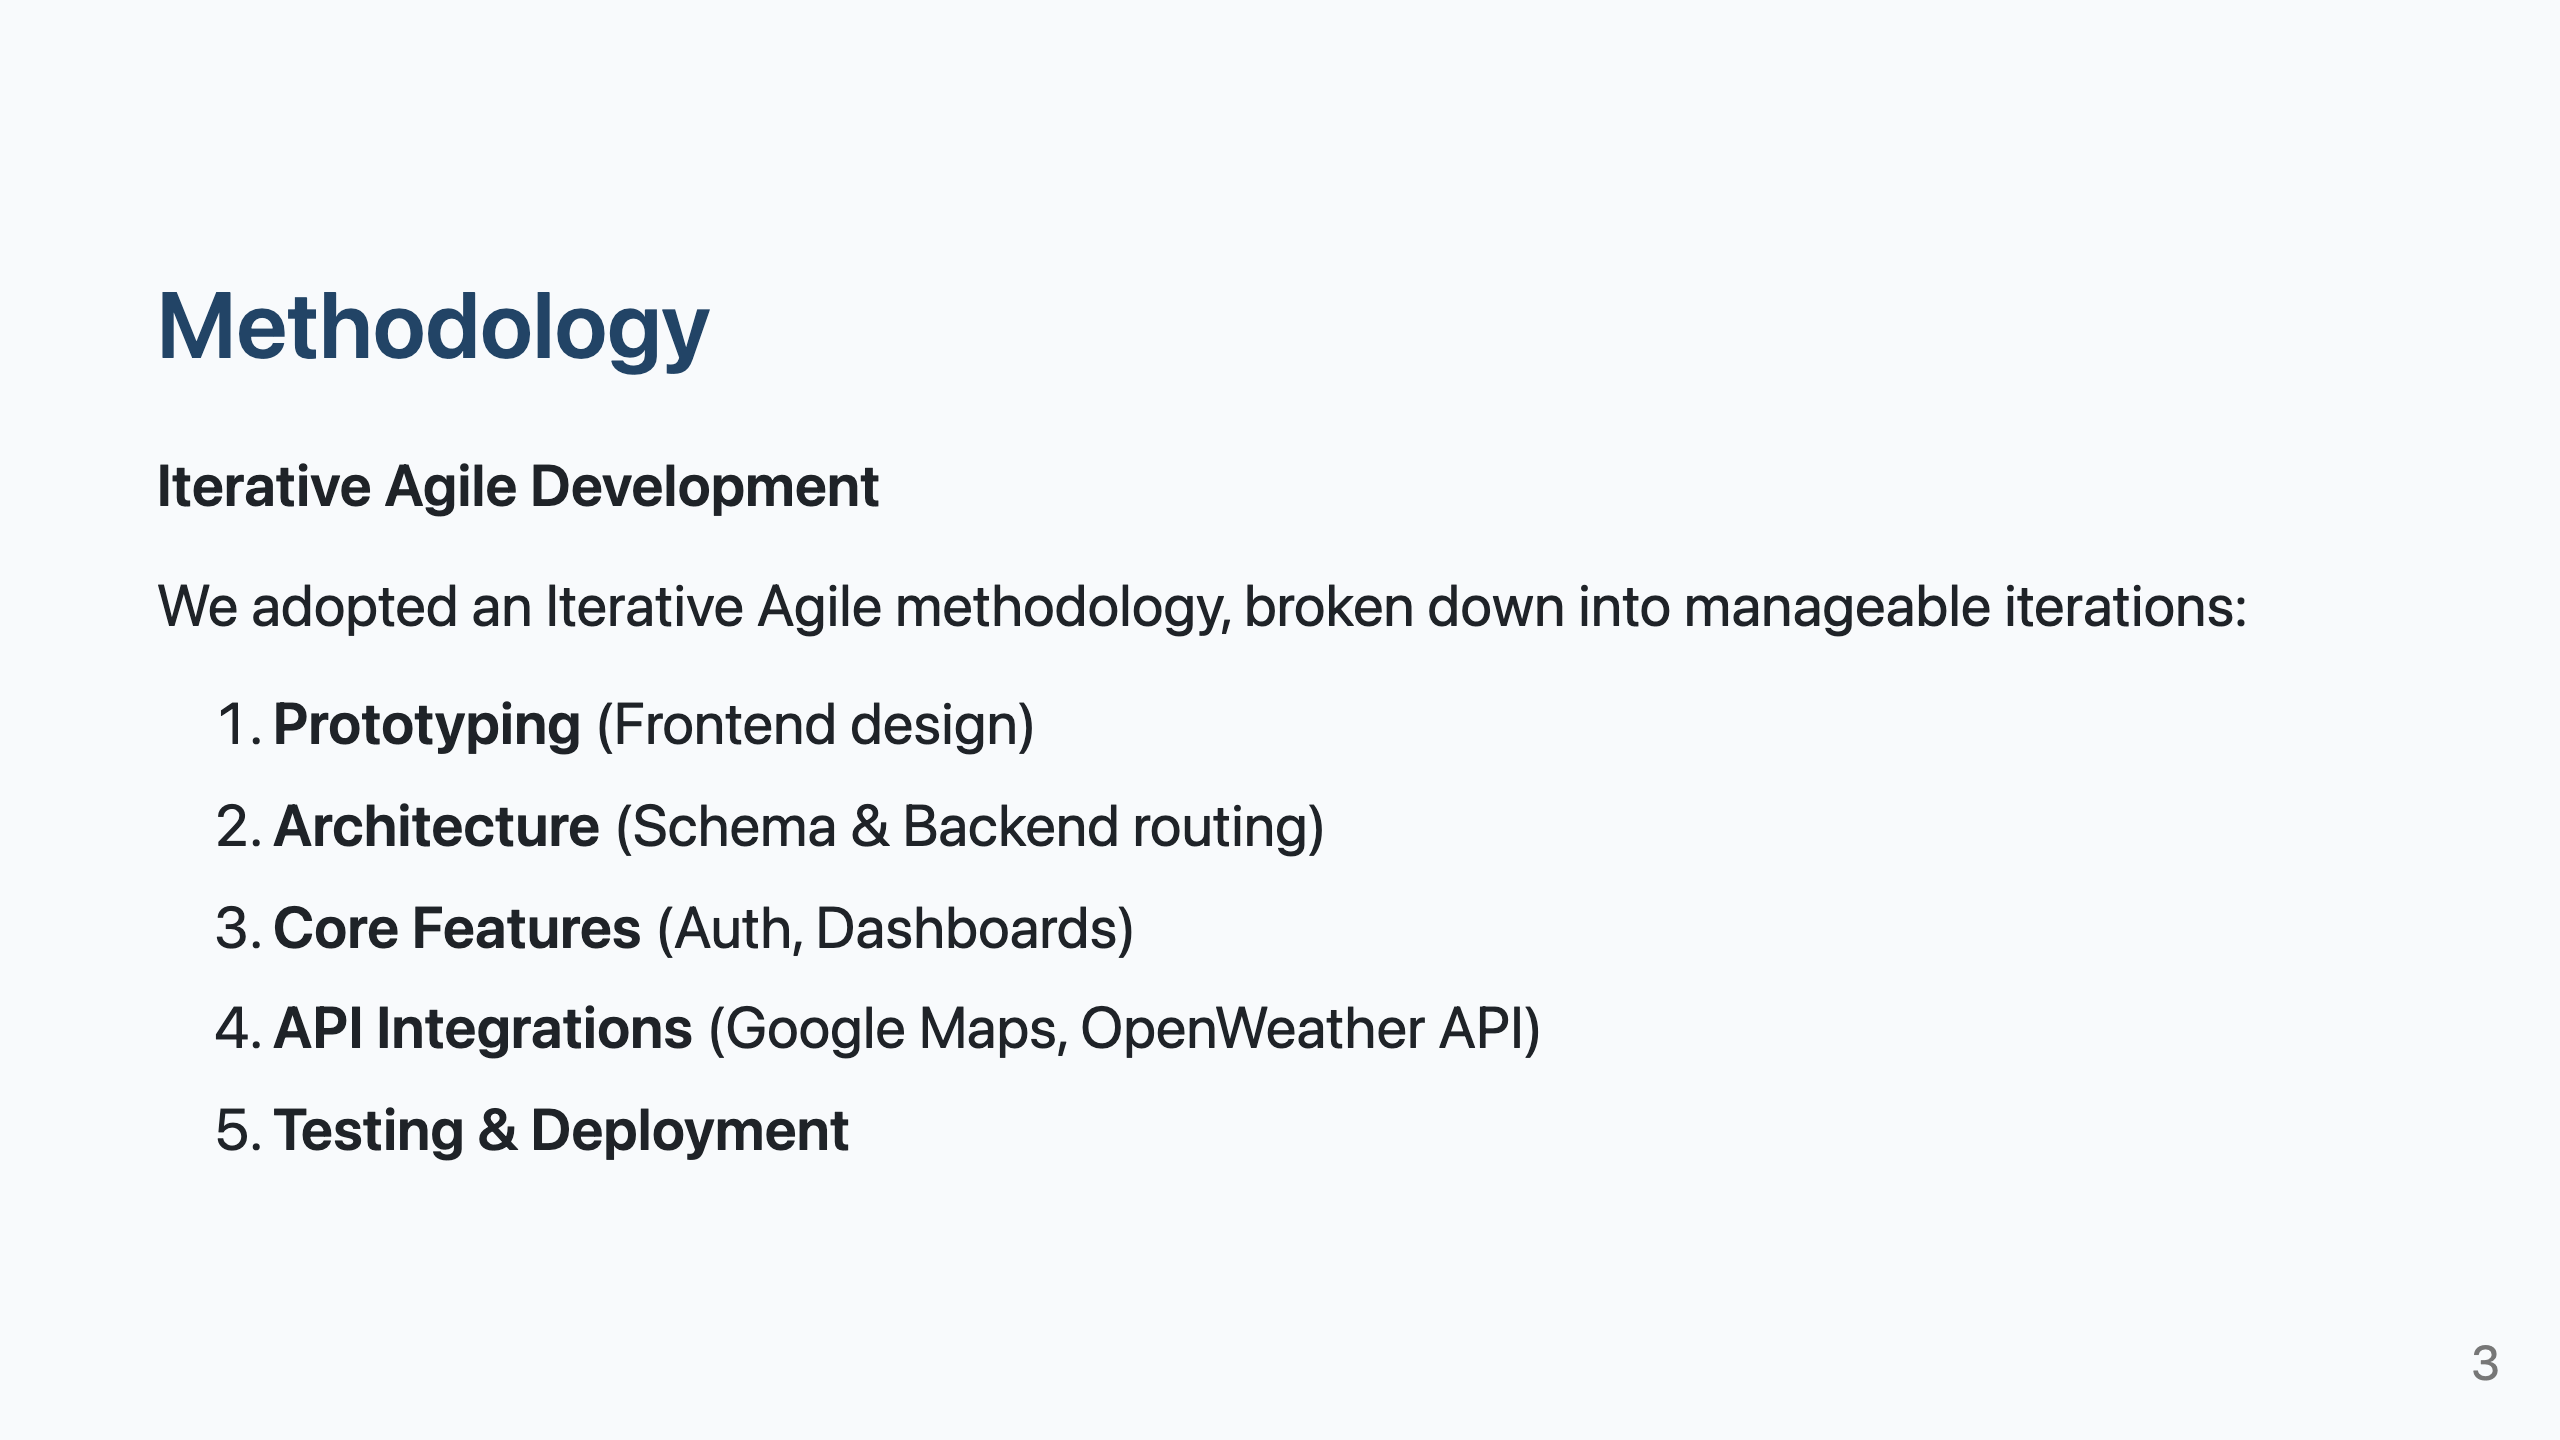 Methodology
Iterative Agile Development
We adopted an Iterative Agile methodology, broken down into manageable iterations:
1. Prototyping (Frontend design)
2. Architecture (Schema & Backend routing)
3. Core Features (Auth, Dashboards)
4. API Integrations (Google Maps, OpenWeather API)
5. Testing & Deployment
3